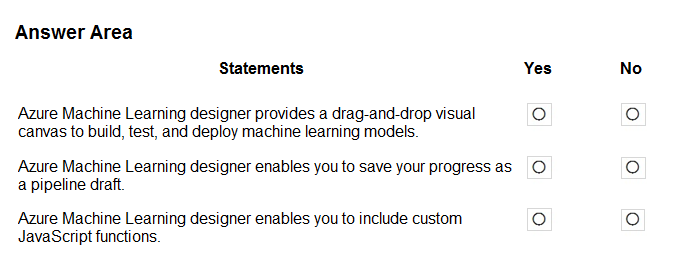 Answer Area
Statements Yes No
Azure Machine Learning designer provides a drag-and-drop visual
canvas to build, test, and deploy machine learning models.
Azure Machine Learning designer enables you to save your progress as
a pipeline draft.
Azure Machine Learning designer enables you to include custom
JavaScript functions.